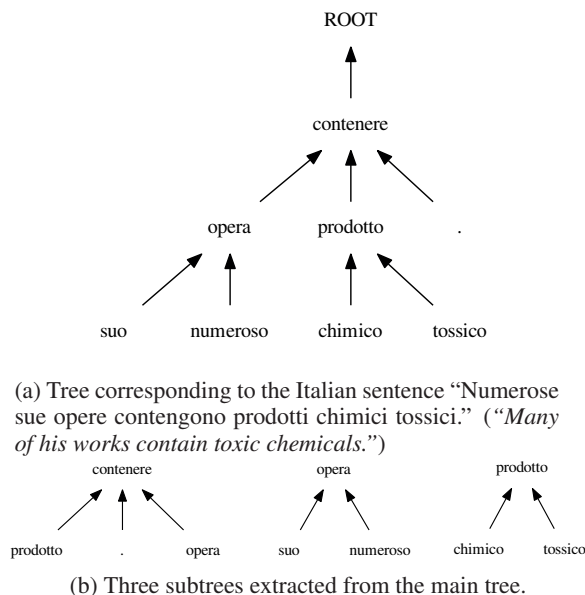 ROOT
contenere
opera prodotto .
suo numeroso chimico tossico
(a) Tree corresponding to the Italian sentence “Numerose
sue opere contengono prodotti chimici tossici.” (“Many
of his works contain toxic chemicals.”)
contenere opera prodotto
prodotto . opera suo numeroso chimico tossico
(b) Three subtrees extracted from the main tree.